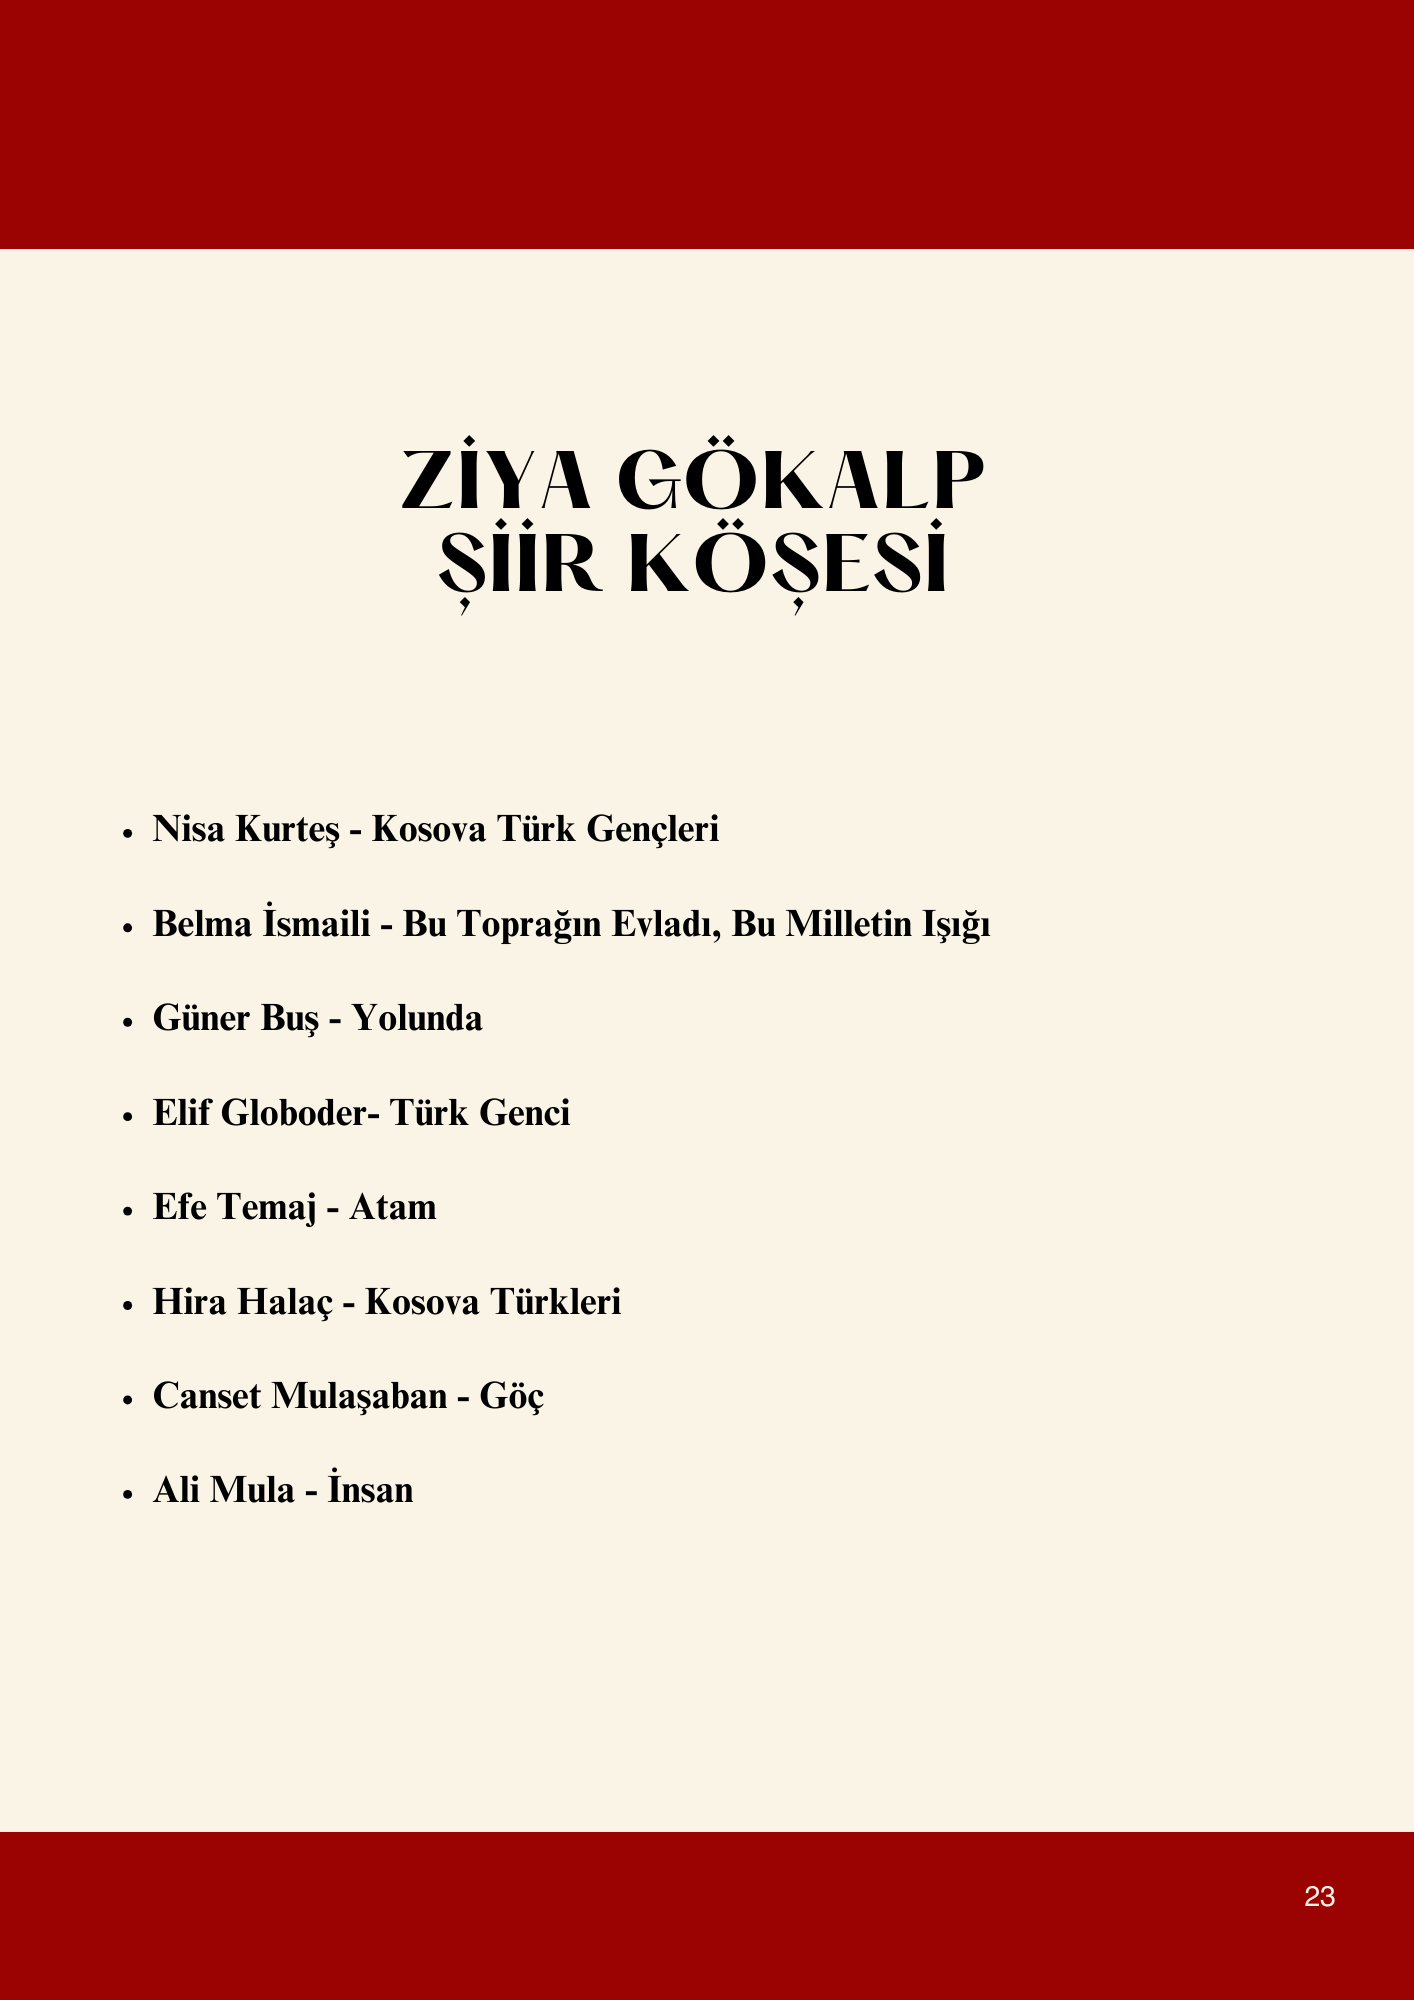 ZİYA GÖKALP
ŞİİR KÖŞESİ
• Nisa Kurteş - Kosova Türk Gençleri
• Belma İsmaili - Bu Toprağın Evladı, Bu Milletin Işığı
• Güner Buş - Yolunda
• Elif Globoder- Türk Genci
• Efe Temaj - Atam
• Hira Halaç - Kosova Türkleri
• Canset Mulaşaban - Göç
• Ali Mula - İnsan
23